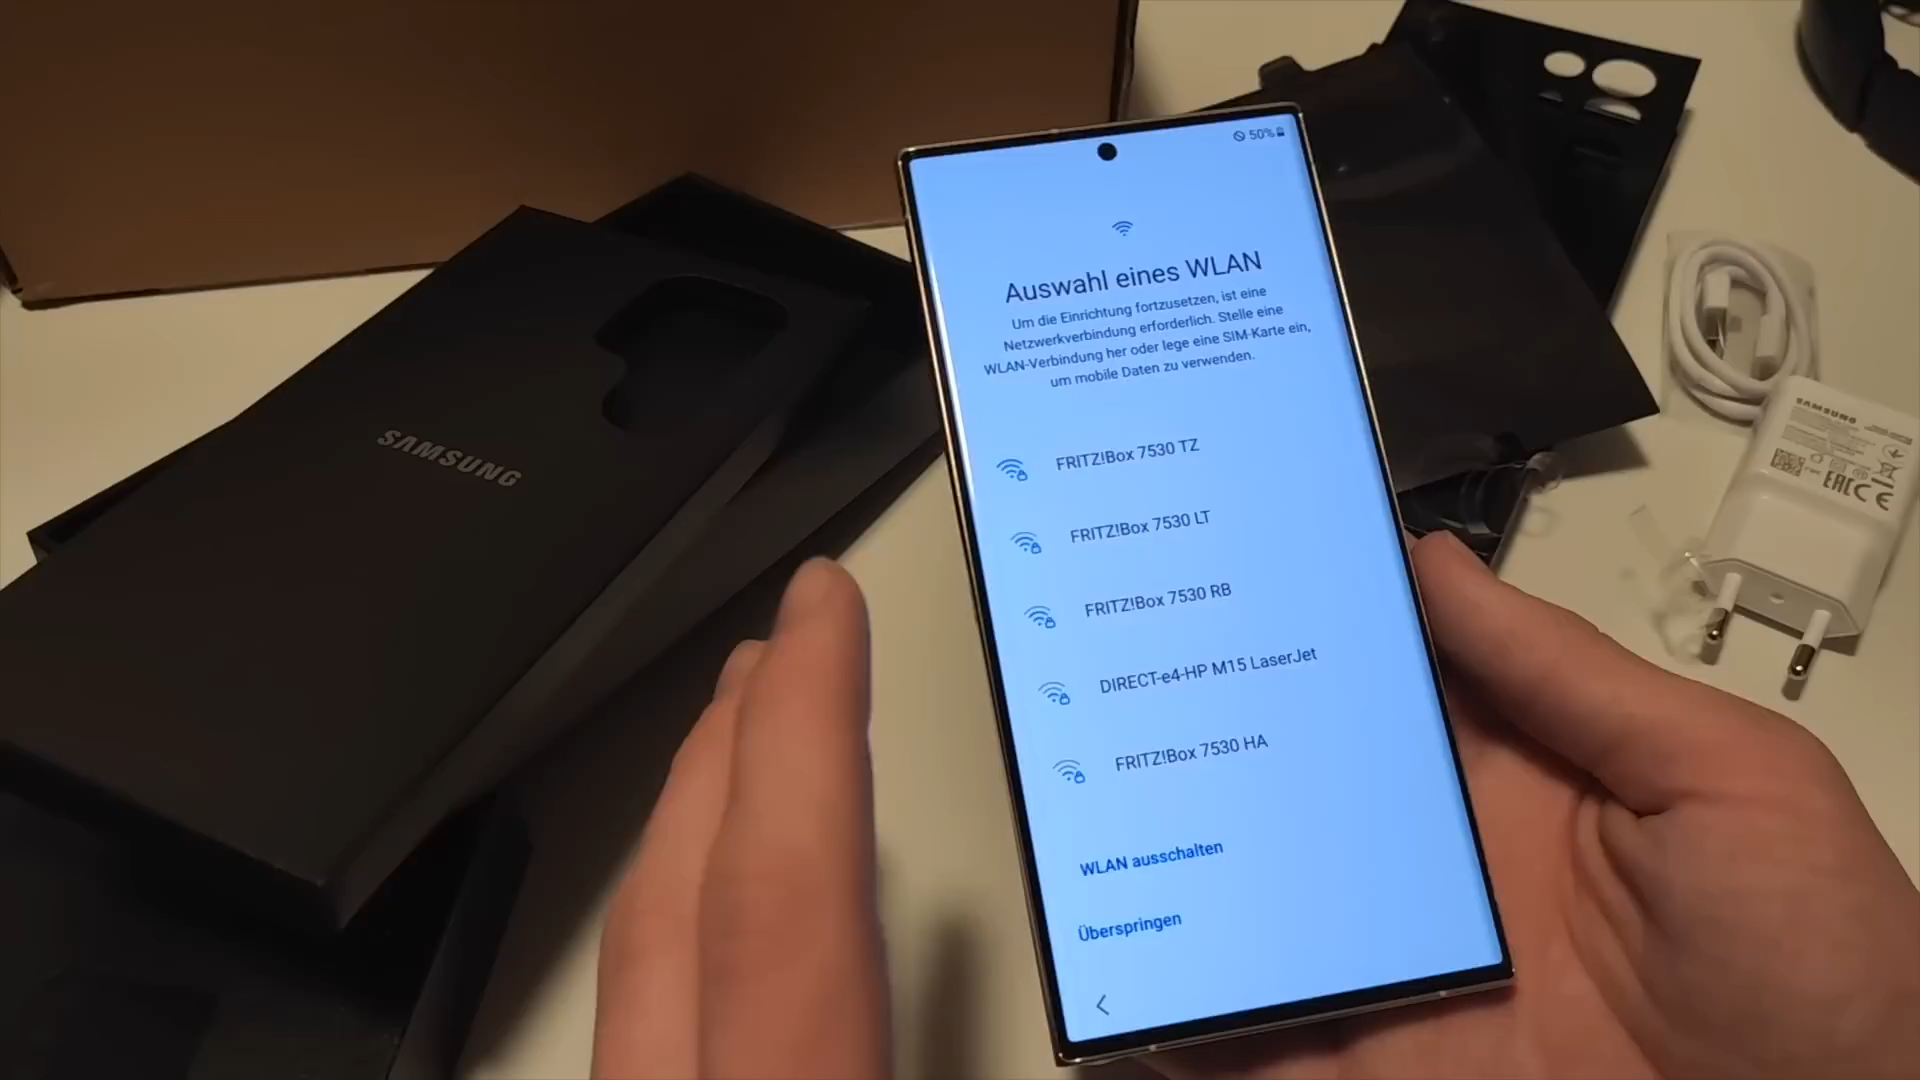 50%
Auswahl eines WLAN
Um die Einrichtung fortzusetzen, ist eine
Netzwerkverbindung erforderlich. Stelle eine
WLAN-Verbindung her oder lege eine SIM-Karte ein,
um mobile Daten zu verwenden.
FRITZ!Box 7530 TZ
FRITZ!Box 7530 LT
FRITZ!Box 7530 RB
DIRECT-e4-HP M15 LaserJet
FRITZ!Box 7530 HA
WLAN ausschalten
Überspringen
SAMSUNG
SAMSUNG
EAC CE